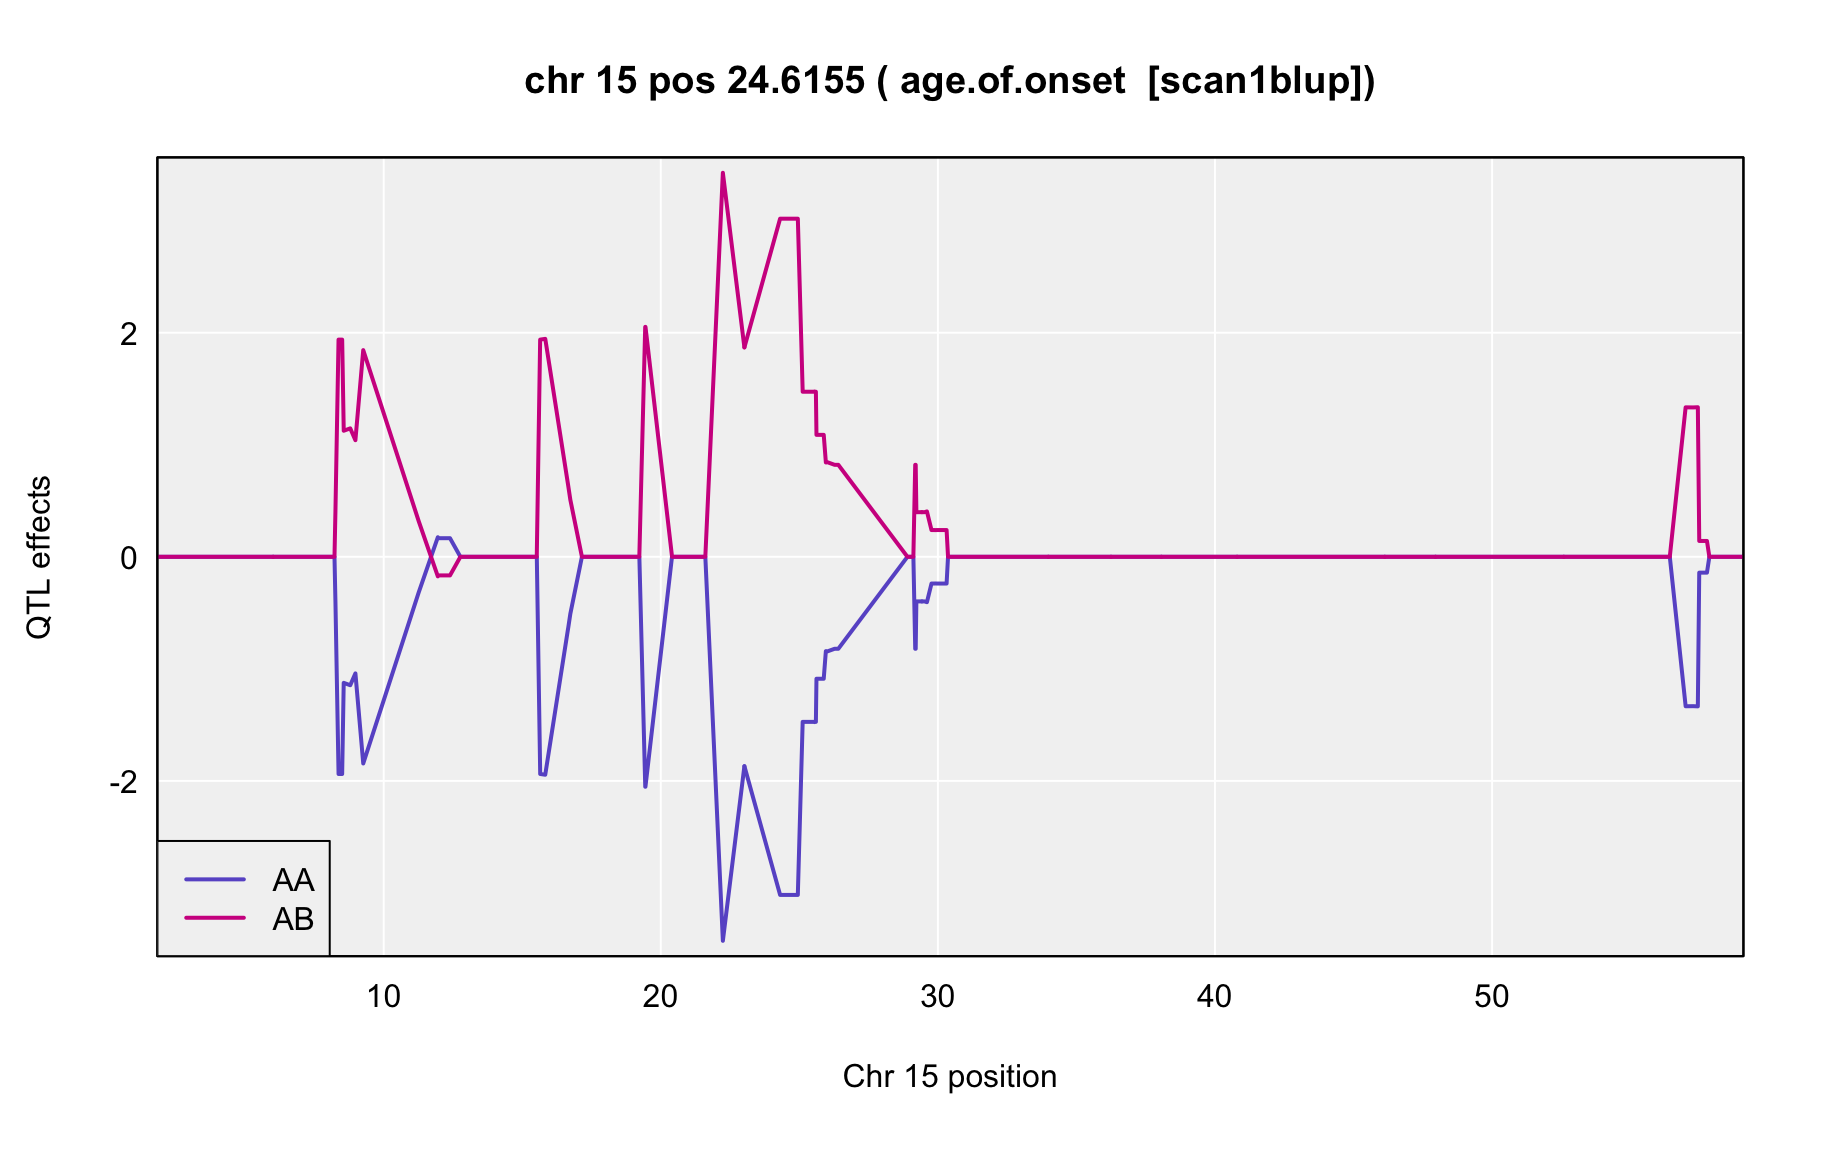 chr 15 pos 24.6155 ( age.of.onset  [scan1blup])
QTL effects
2
0
-2
AA
AB
10 20 30 40 50
Chr 15 position